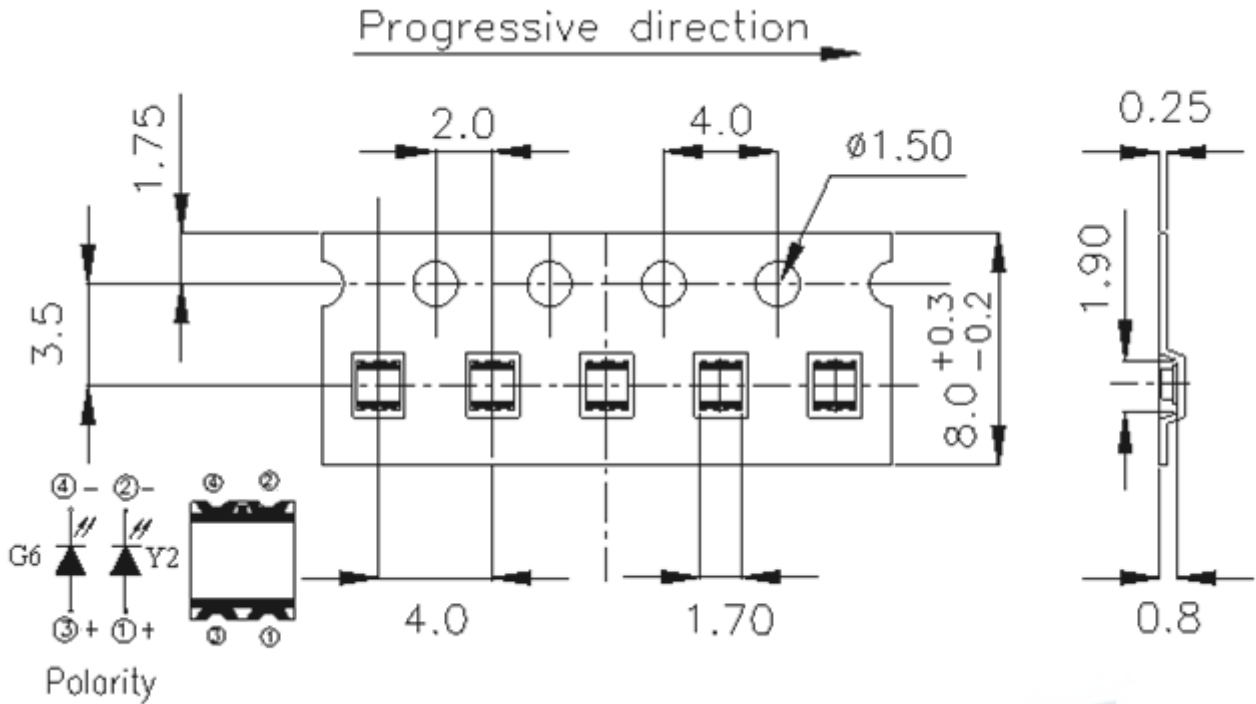 Progressive direction
1.75
2.0
4.0
ø1.50
0.25
3.5
8.0 +0.3 -0.2
1.90
④- ②-
④ ②
G6 Y2
③+ ①+
③ ①
4.0
1.70
0.8
Polarity